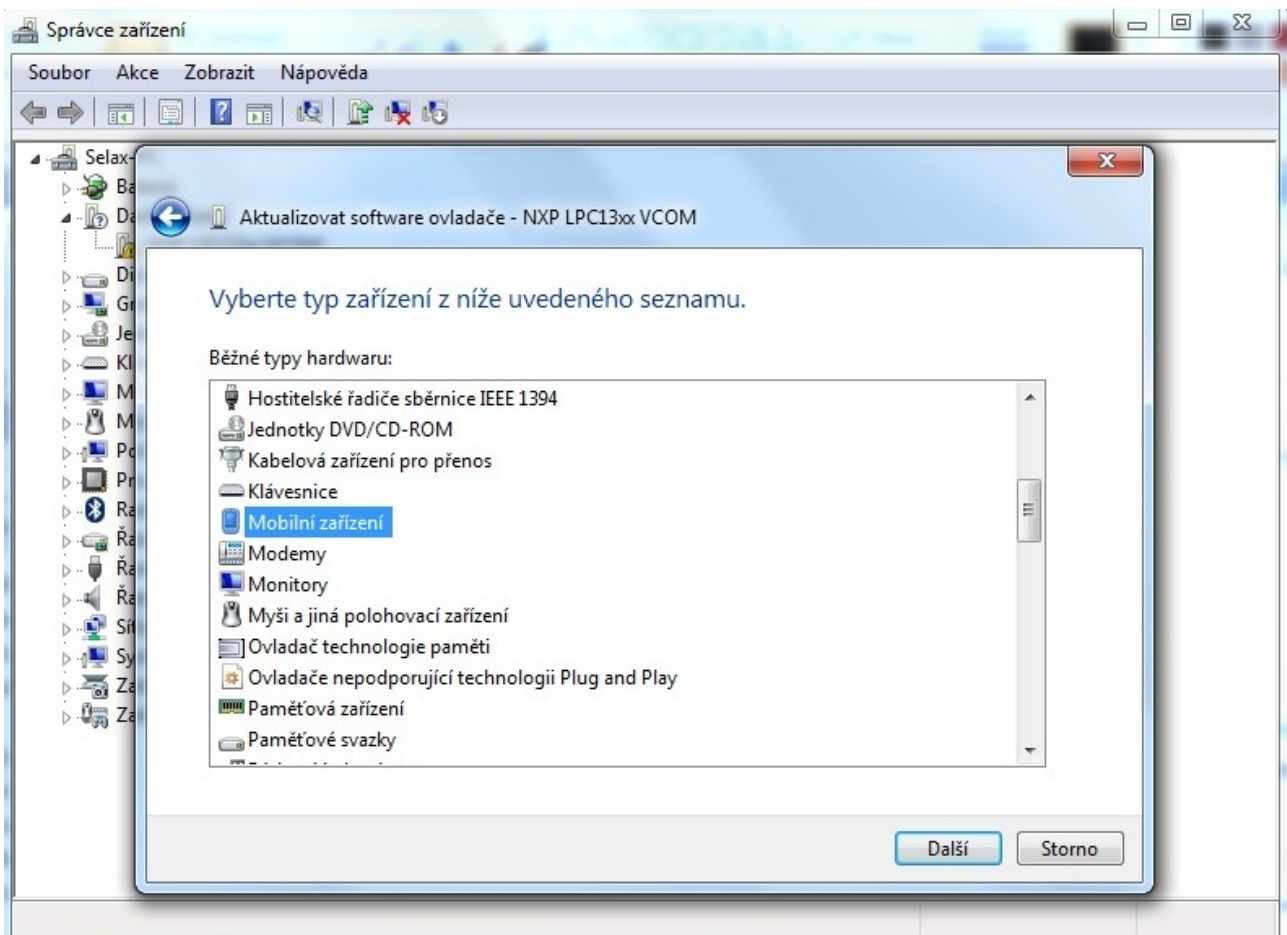 Správce zařízení
Soubor Akce Zobrazit Nápověda
Selax-
Aktualizovat software ovladače - NXP LPC13xx VCOM
Vyberte typ zařízení z níže uvedeného seznamu.
Běžné typy hardwaru:
Hostitelské řadiče sběrnice IEEE 1394
Jednotky DVD/CD-ROM
Kabelová zařízení pro přenos
Klávesnice
Mobilní zařízení
Modemy
Monitory
Myši a jiná polohovací zařízení
Ovladač technologie paměti
Ovladače nepodporující technologii Plug and Play
Paměťová zařízení
Paměťové svazky
Další Storno